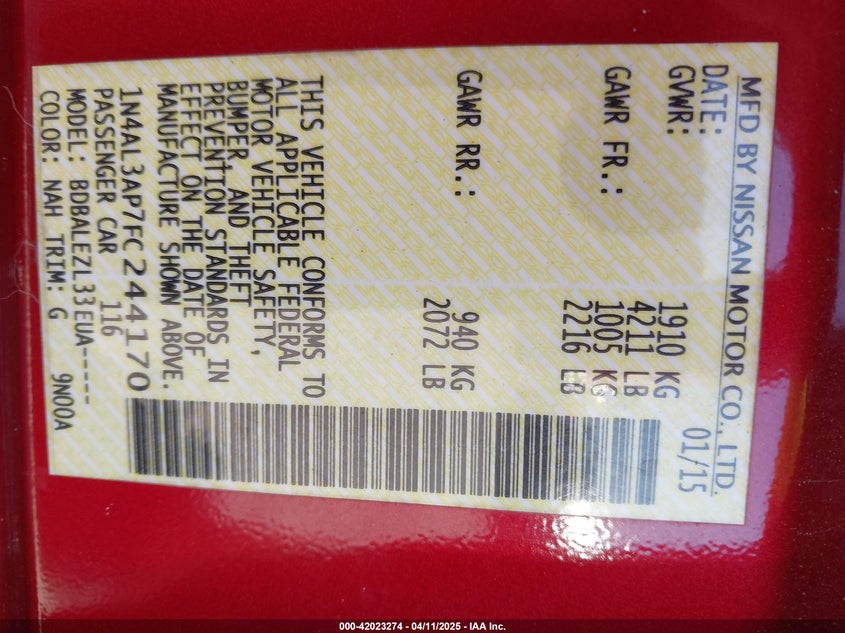 MFD BY NISSAN MOTOR CO., LTD.
DATE: 01/15
GVWR: 1910 KG
4211 LB
GAWR FR.: 1005 KG
2216 LB
GAWR RR.: 940 KG
2072 LB
THIS VEHICLE CONFORMS TO
ALL APPLICABLE FEDERAL
MOTOR VEHICLE SAFETY,
BUMPER, AND THEFT
PREVENTION STANDARDS IN
EFFECT ON THE DATE OF
MANUFACTURE SHOWN ABOVE.
1N4AL3AP7FC244170
PASSENGER CAR 116
MODEL: BDBALEZL33EUA-----
COLOR: NAH TRIM: G 9N00A
000-42023274 - 04/11/2025 - IAA Inc.